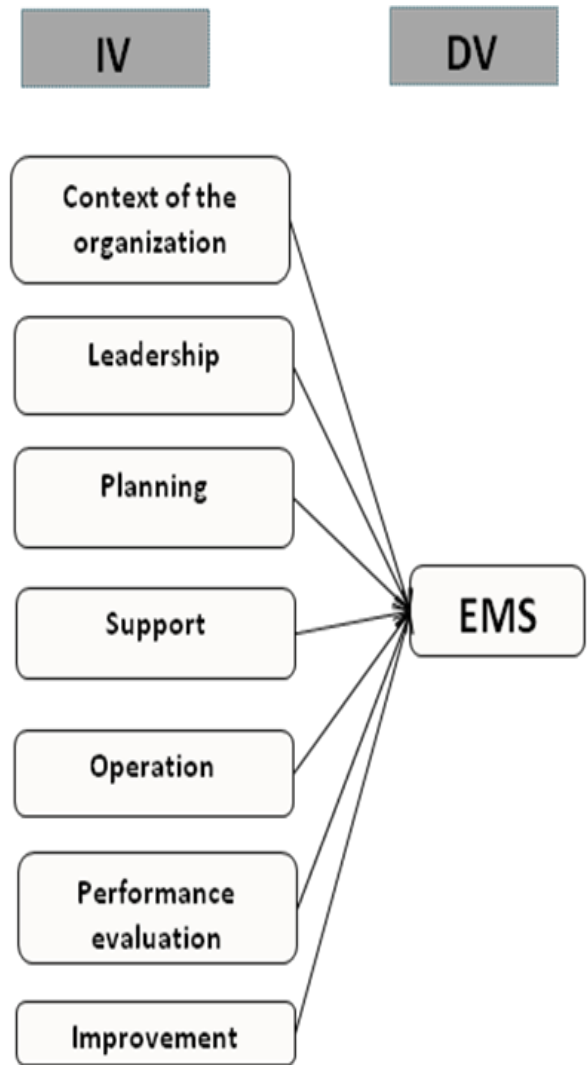 IV
DV
Context of the
organization
Leadership
Planning
Support
EMS
Operation
Performance
evaluation
Improvement